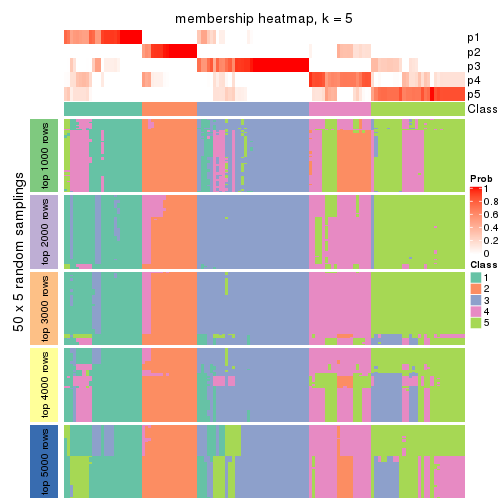 membership heatmap, k = 5
p1
p2
p3
p4
p5
Class
50 x 5 random samplings
top 1000 rows
top 2000 rows
top 3000 rows
top 4000 rows
top 5000 rows
Prob
1
0.8
0.6
0.4
0.2
0
Class
1
2
3
4
5